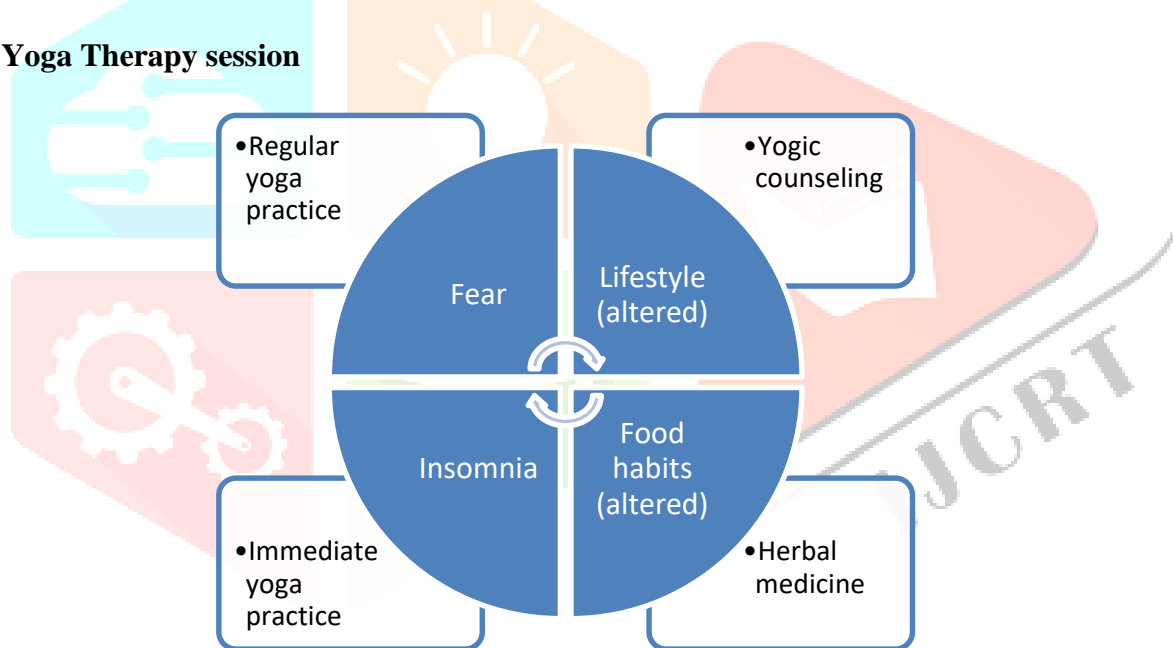 Yoga Therapy session
•Regular
yoga
practice
•Yogic
counseling
Fear
Lifestyle
(altered)
Insomnia
Food
habits
(altered)
•Immediate
yoga
practice
•Herbal
medicine
IJCRT